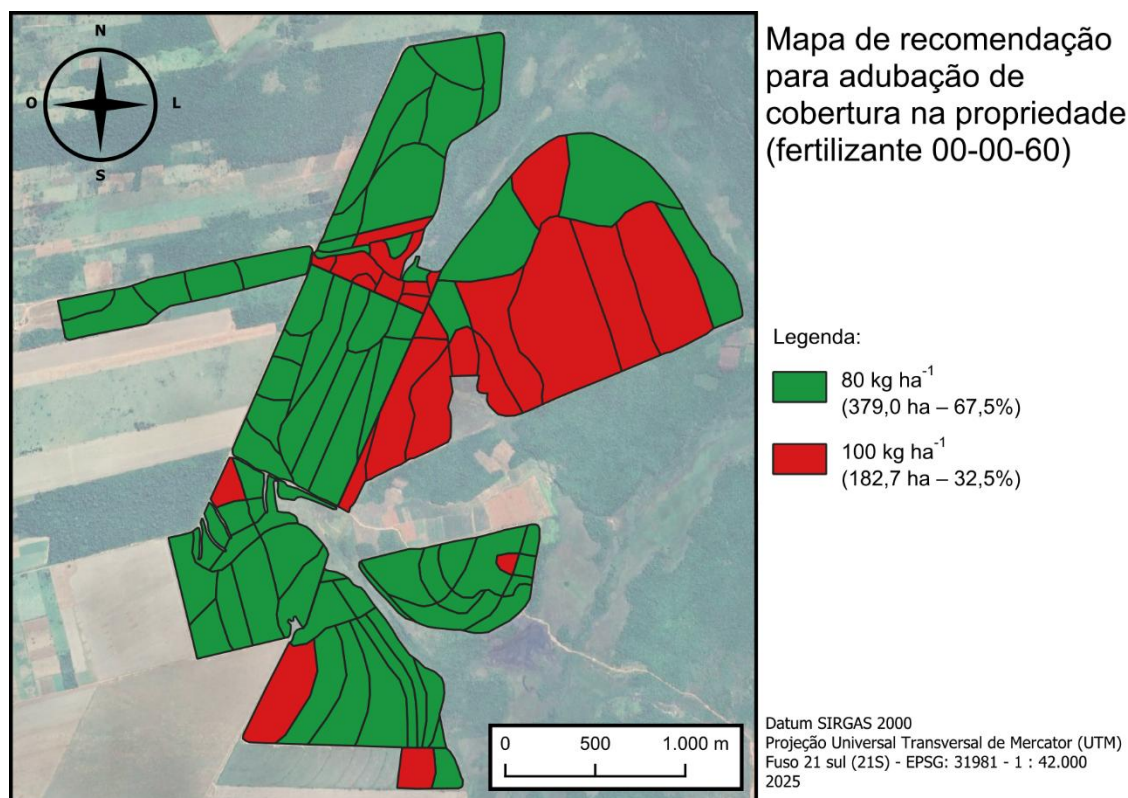 N
O
L
S
Mapa de recomendação
para adubação de
cobertura na propriedade
(fertilizante 00-00-60)
Legenda:
80 kg ha⁻¹
(379,0 ha – 67,5%)
100 kg ha⁻¹
(182,7 ha – 32,5%)
0 500 1.000 m
Datum SIRGAS 2000
Projeção Universal Transversal de Mercator (UTM)
Fuso 21 sul (21S) - EPSG: 31981 - 1 : 42.000
2025